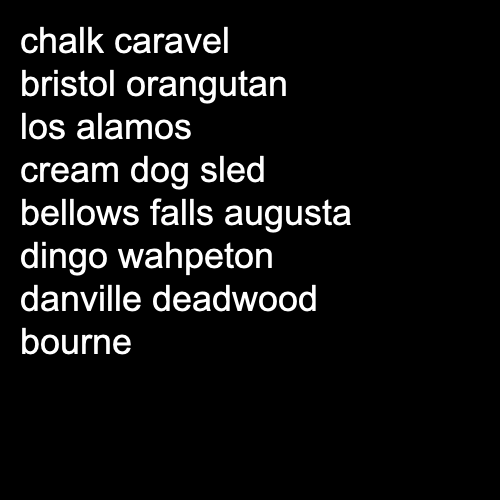 chalk caravel
bristol orangutan
los alamos
cream dog sled
bellows falls augusta
dingo wahpeton
danville deadwood
bourne